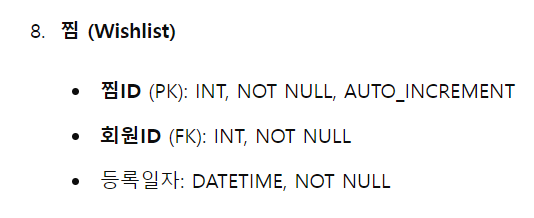 8. 찜 (Wishlist)
• 찜ID (PK): INT, NOT NULL, AUTO_INCREMENT
• 회원ID (FK): INT, NOT NULL
• 등록일자: DATETIME, NOT NULL